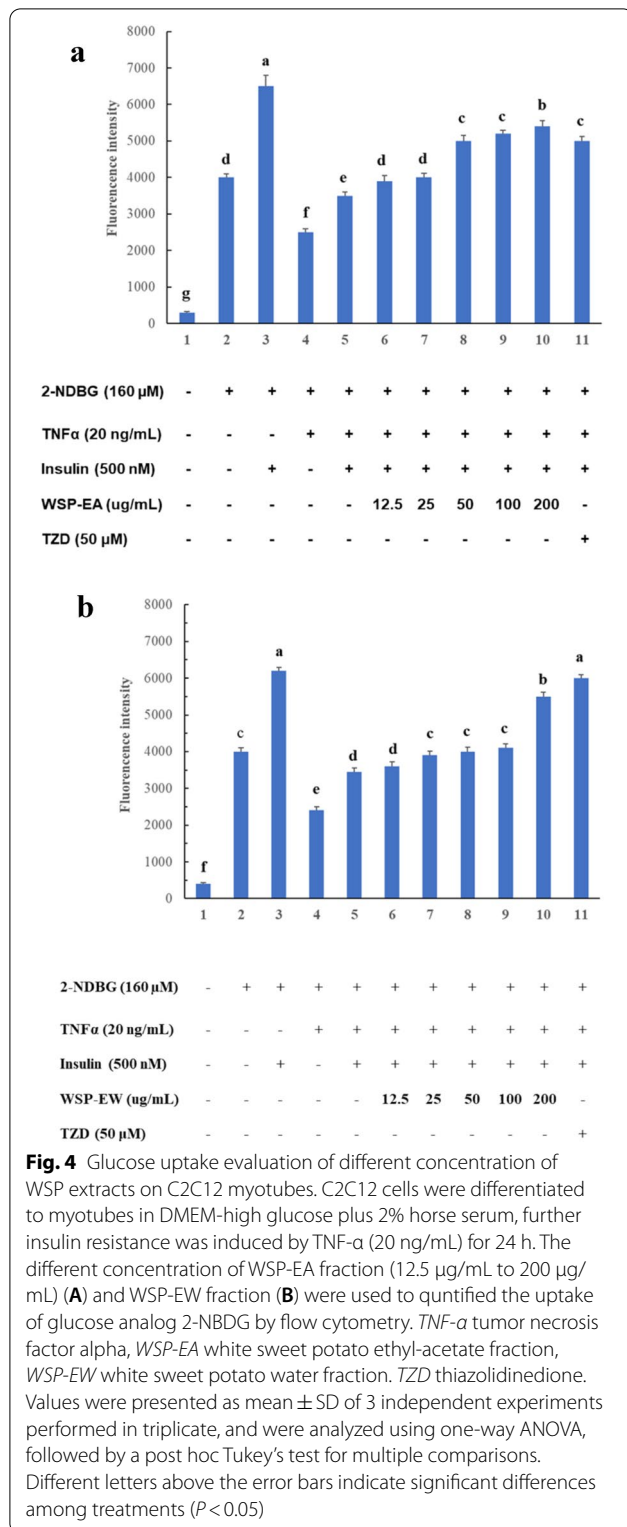 a
Fluorencence intensity
8000
7000
6000
5000
4000
3000
2000
1000
0
g d a f e d d c c b c
1 2 3 4 5 6 7 8 9 10 11
2-NDBG (160 µM) - + + + + + + + + + +
TNFα (20 ng/mL) - - - + + + + + + + +
Insulin (500 nM) - - + - + + + + + + +
WSP-EA (ug/mL) - - - - - 12.5 25 50 100 200 -
TZD (50 µM) - - - - - - - - - - +
b
Fluorencence intensity
8000
7000
6000
5000
4000
3000
2000
1000
0
f c a e d d c c c b a
1 2 3 4 5 6 7 8 9 10 11
2-NDBG (160 µM) - + + + + + + + + + +
TNFα (20 ng/mL) - - - + + + + + + + +
Insulin (500 nM) - - + - + + + + + + +
WSP-EW (ug/mL) - - - - - 12.5 25 50 100 200 -
TZD (50 µM) - - - - - - - - - - +
Fig. 4 Glucose uptake evaluation of different concentration of
WSP extracts on C2C12 myotubes. C2C12 cells were differentiated
to myotubes in DMEM-high glucose plus 2% horse serum, further
insulin resistance was induced by TNF-α (20 ng/mL) for 24 h. The
different concentration of WSP-EA fraction (12.5 µg/mL to 200 µg/
mL) (A) and WSP-EW fraction (B) were used to quntified the uptake
of glucose analog 2-NBDG by flow cytometry. TNF-α tumor necrosis
factor alpha, WSP-EA white sweet potato ethyl-acetate fraction,
WSP-EW white sweet potato water fraction. TZD thiazolidinedione.
Values were presented as mean ± SD of 3 independent experiments
performed in triplicate, and were analyzed using one-way ANOVA,
followed by a post hoc Tukey's test for multiple comparisons.
Different letters above the error bars indicate significant differences
among treatments (P < 0.05)